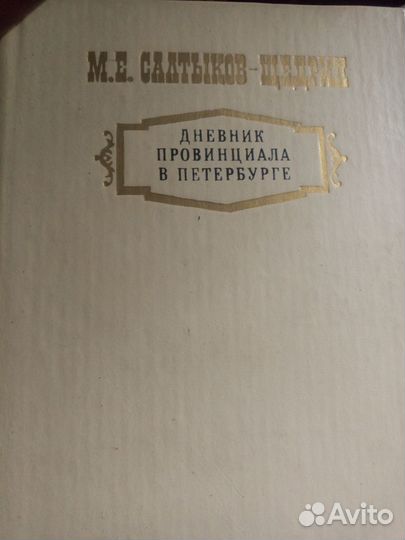 М.Е. САЛТЫКОВ-ЩЕДРИН
ДНЕВНИК
ПРОВИНЦИАЛА
В ПЕТЕРБУРГЕ
Avito